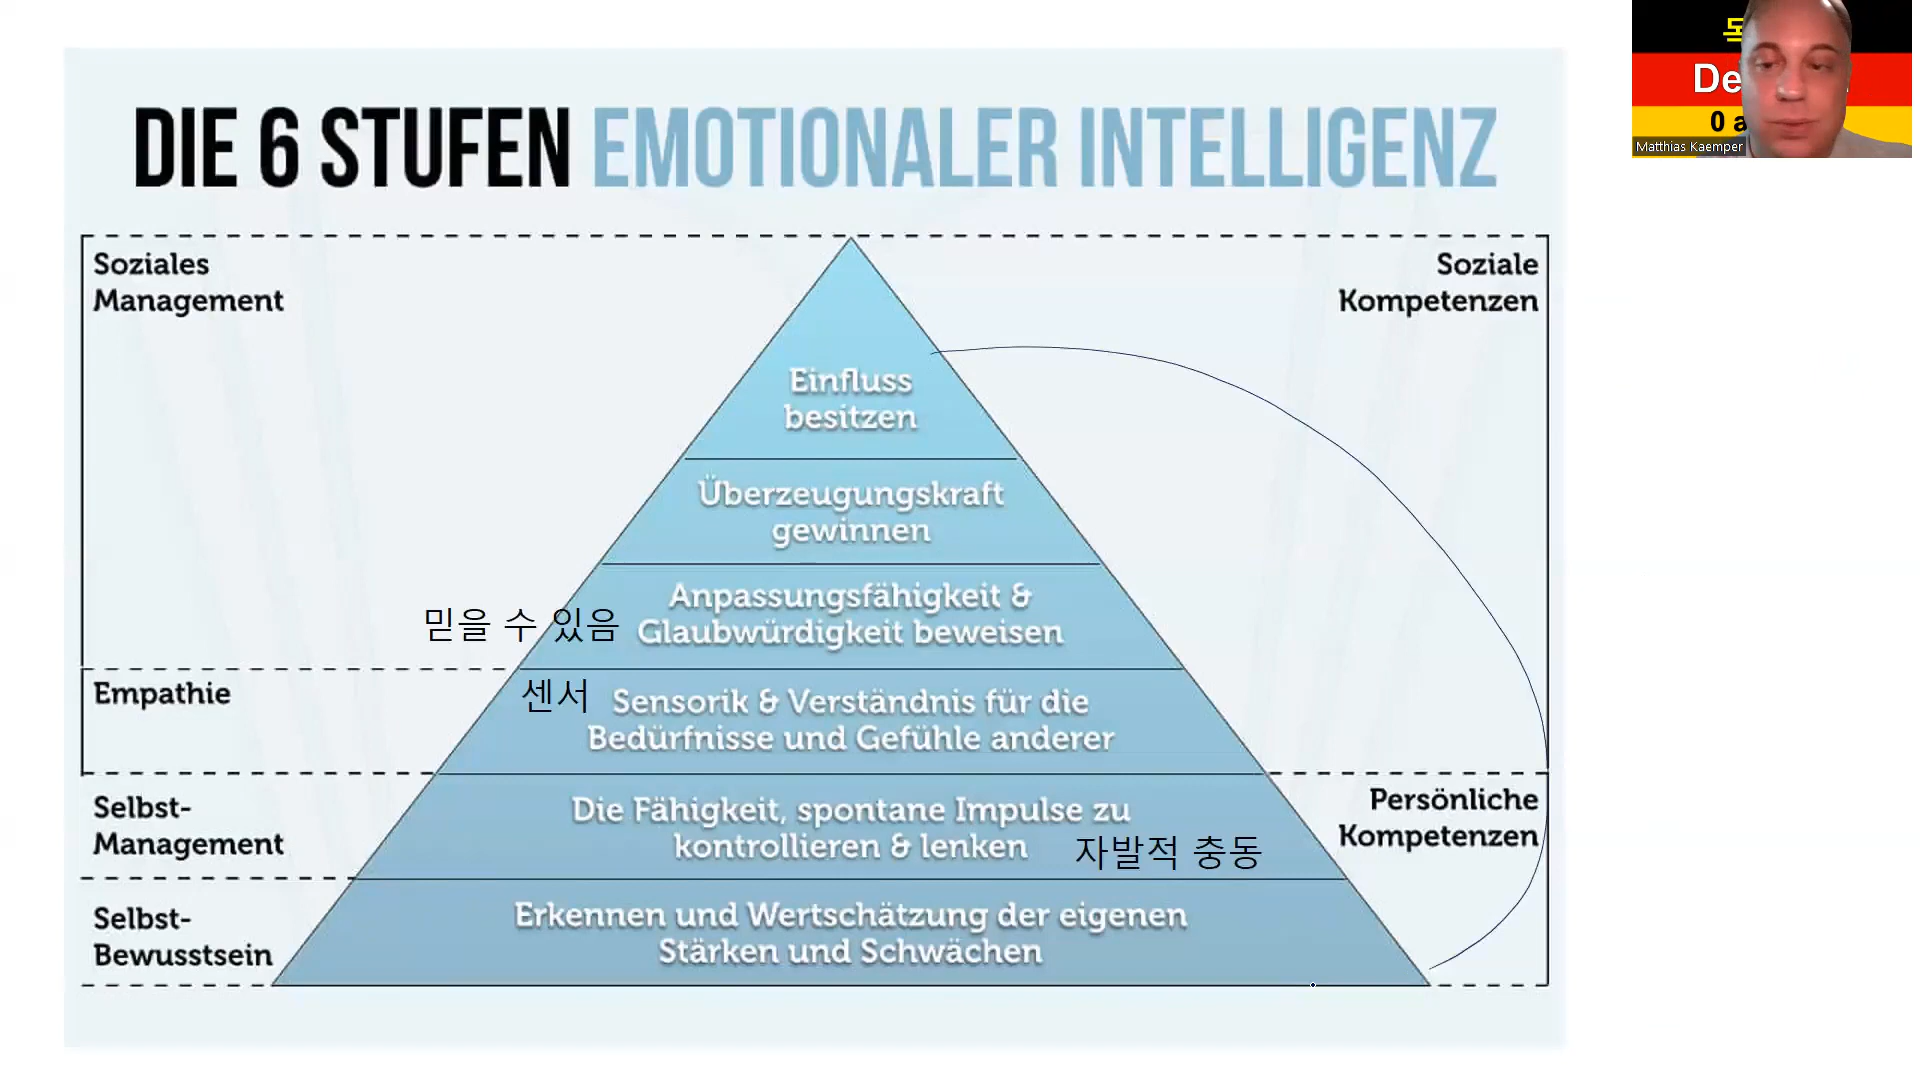 DIE 6 STUFEN EMOTIONALER INTELLIGENZ
Soziales
Management
Soziale
Kompetenzen
Einfluss
besitzen
Überzeugungskraft
gewinnen
Anpassungsfähigkeit &
믿을 수 있음 Glaubwürdigkeit beweisen
Empathie
센서 Sensorik & Verständnis für die
Bedürfnisse und Gefühle anderer
Selbst-
Management
Die Fähigkeit, spontane Impulse zu
kontrollieren & lenken 자발적 충동
Persönliche
Kompetenzen
Selbst-
Bewusstsein
Erkennen und Wertschätzung der eigenen
Stärken und Schwächen
De
0 a
Matthias Kaemper